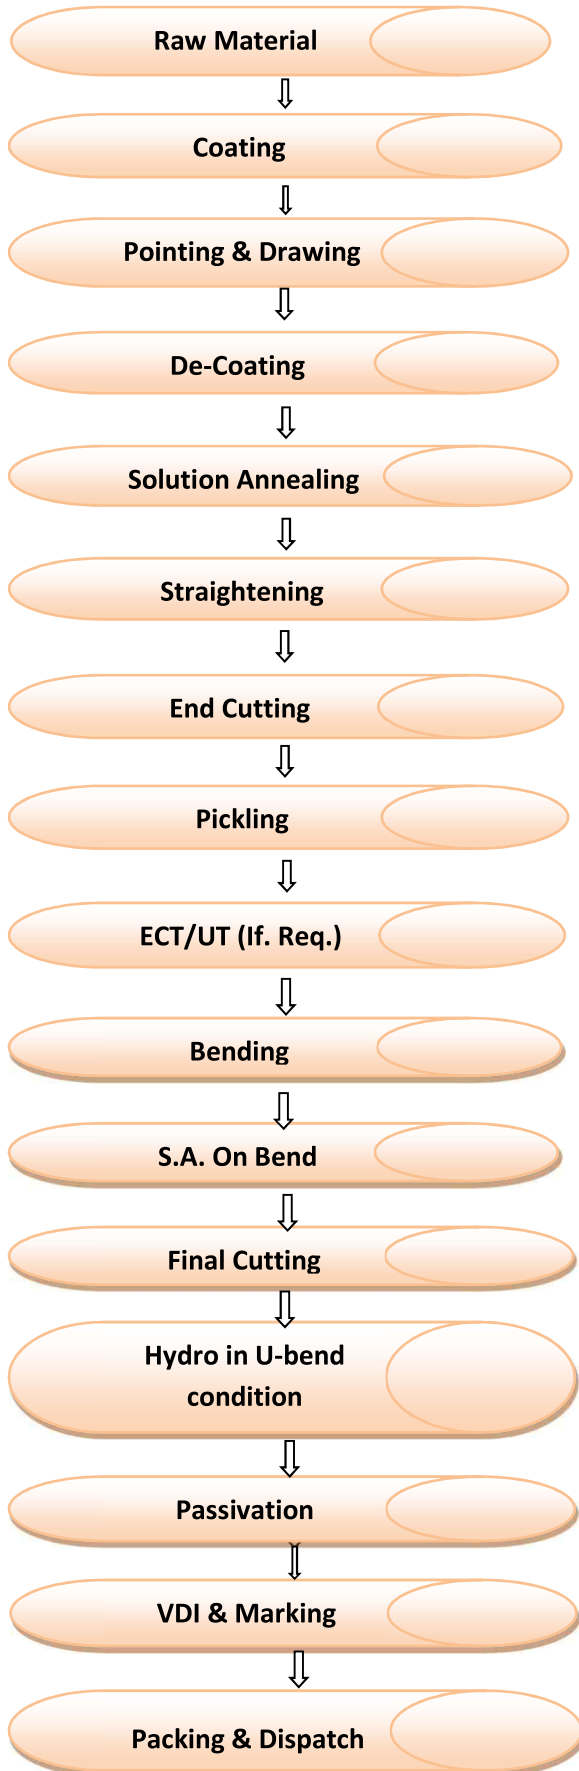 Raw Material
Coating
Pointing & Drawing
De-Coating
Solution Annealing
Straightening
End Cutting
Pickling
ECT/UT (If. Req.)
Bending
S.A. On Bend
Final Cutting
Hydro in U-bend
condition
Passivation
VDI & Marking
Packing & Dispatch